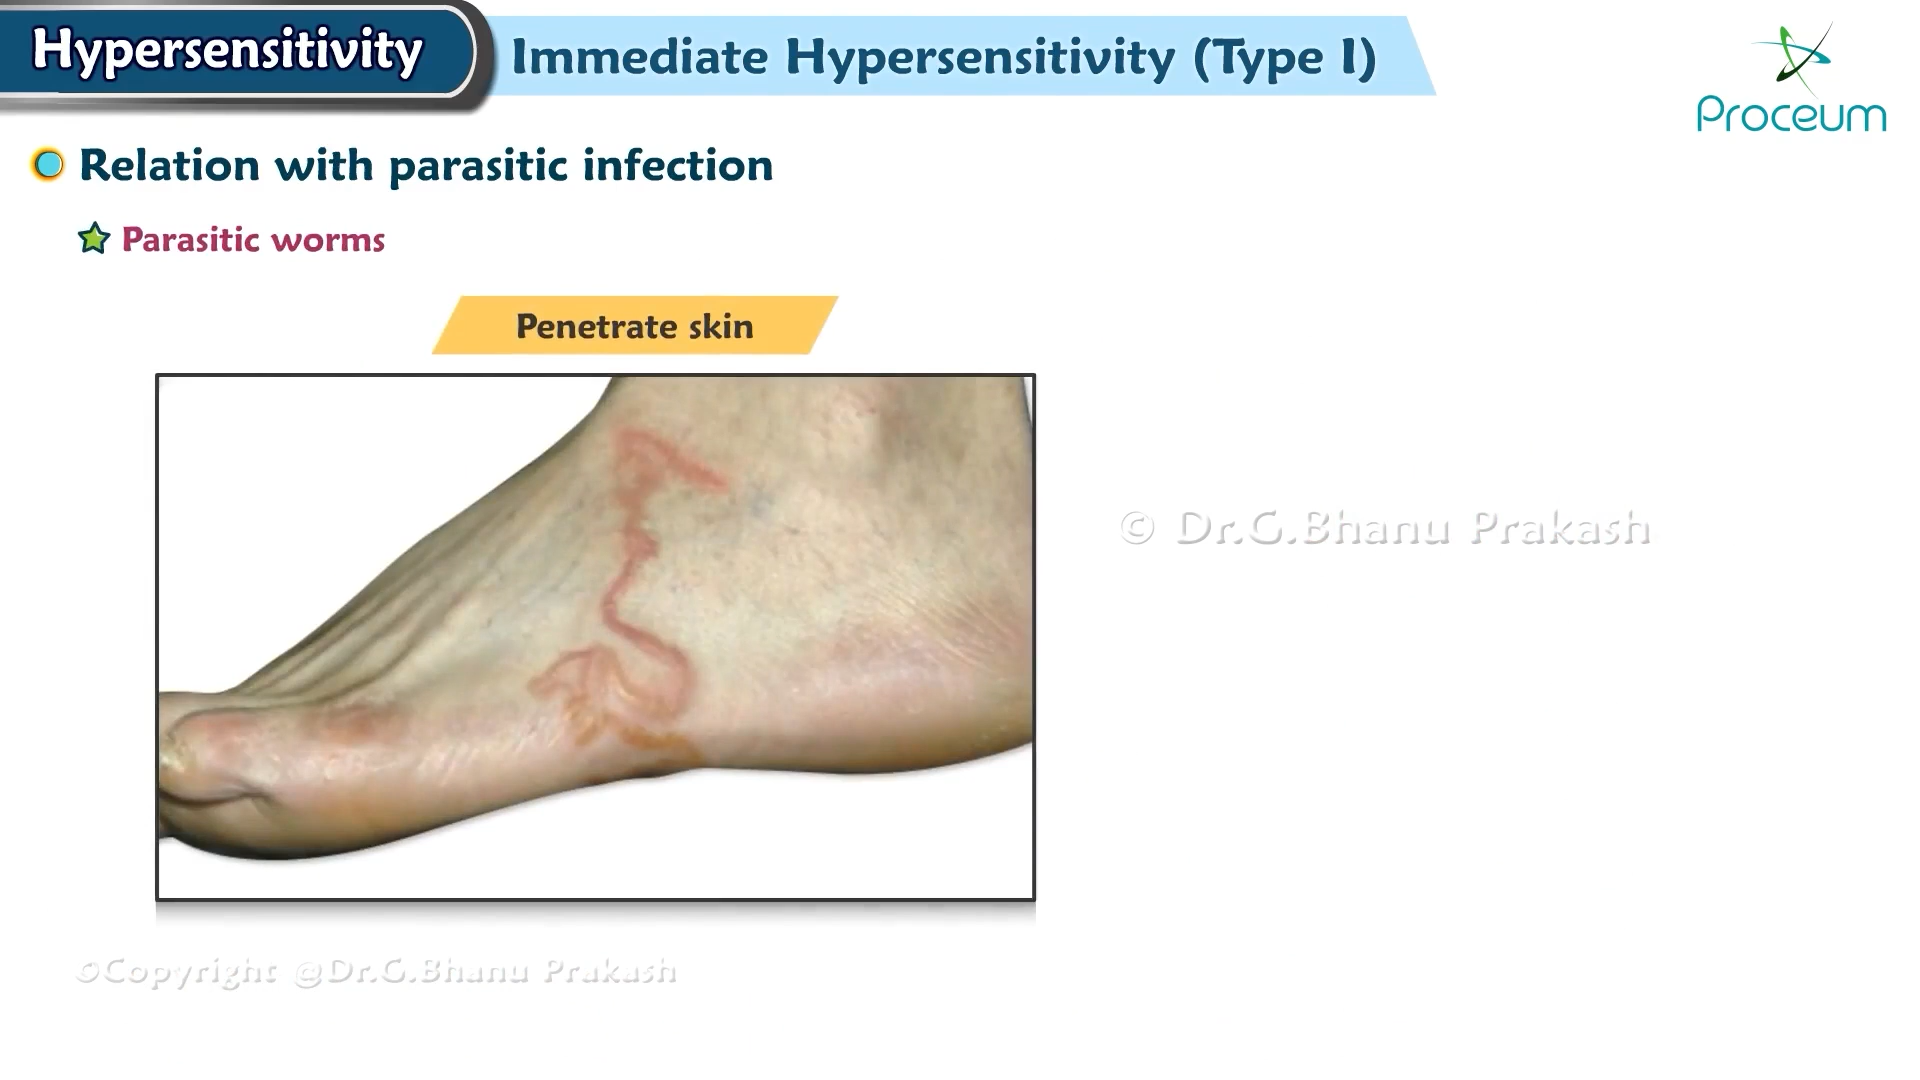 Hypersensitivity
Immediate Hypersensitivity (Type I)
Proceum
Relation with parasitic infection
Parasitic worms
Penetrate skin
© Dr.G.Bhanu Prakash
©Copyright @Dr.G.Bhanu Prakash